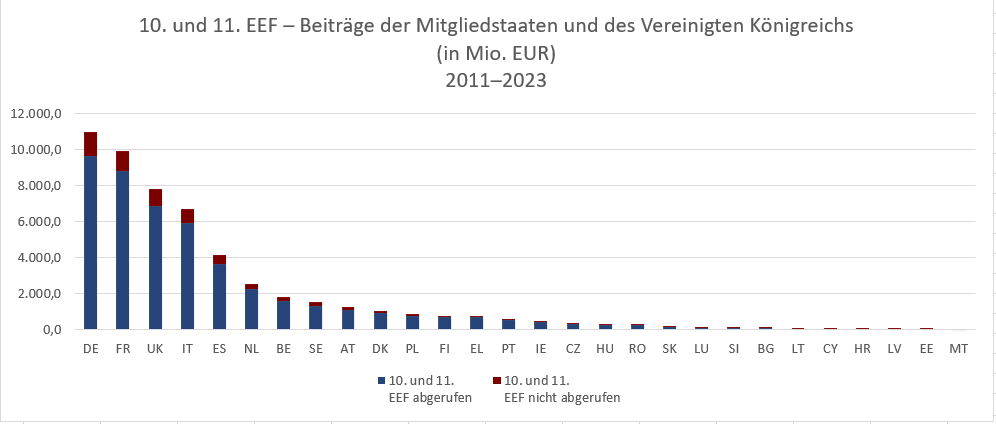 10. und 11. EEF – Beiträge der Mitgliedstaaten und des Vereinigten Königreichs
(in Mio. EUR)
2011–2023
12.000,0
10.000,0
8.000,0
6.000,0
4.000,0
2.000,0
0,0
DE FR UK IT ES NL BE SE AT DK PL FI EL PT IE CZ HU RO SK LU SI BG LT CY HR LV EE MT
10. und 11.
EEF abgerufen
10. und 11.
EEF nicht abgerufen